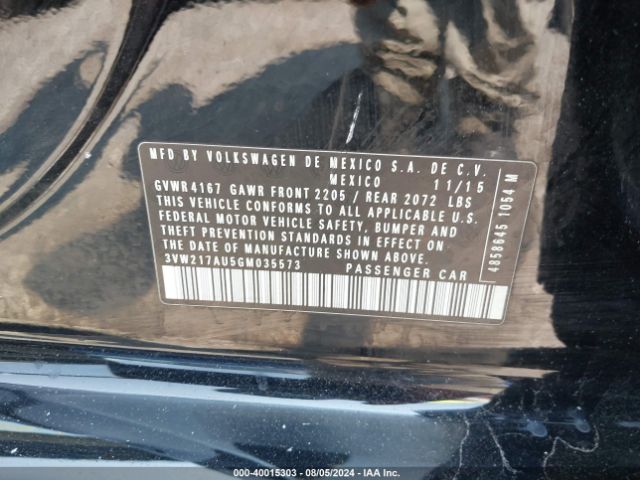 MFD BY VOLKSWAGEN DE MEXICO S.A. DE C.V.
MEXICO 11/15
GVWR 4167 GAWR FRONT 2205 / REAR 2072 LBS
THIS VEHICLE CONFORMS TO ALL APPLICABLE U.S.
FEDERAL MOTOR VEHICLE SAFETY, BUMPER AND
THEFT PREVENTION STANDARDS IN EFFECT ON
THE DATE OF MANUFACTURE SHOWN ABOVE.
3VW217AU5GM035573 PASSENGER CAR
4858645 1054 M
000-40015303 - 08/05/2024 - IAA Inc.